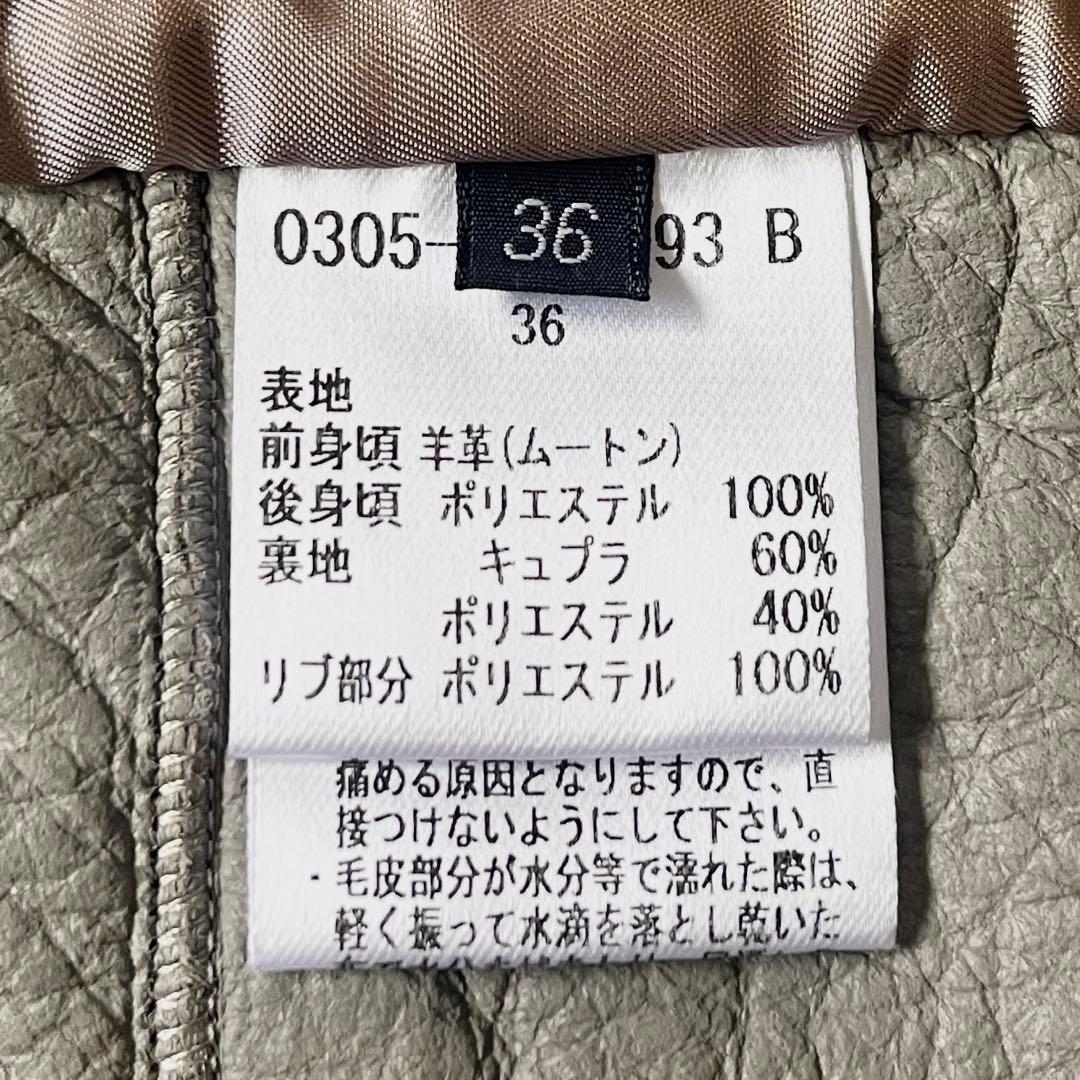 0305- 36 93 B
36
表地
前身頃 羊革(ムートン)
後身頃 ポリエステル 100%
裏地 キュプラ 60%
ポリエステル 40%
リブ部分 ポリエステル 100%
痛める原因となりますので、直
接つけないようにして下さい。
・毛皮部分が水分等で濡れた際は、
軽く振って水滴を落とし乾いた